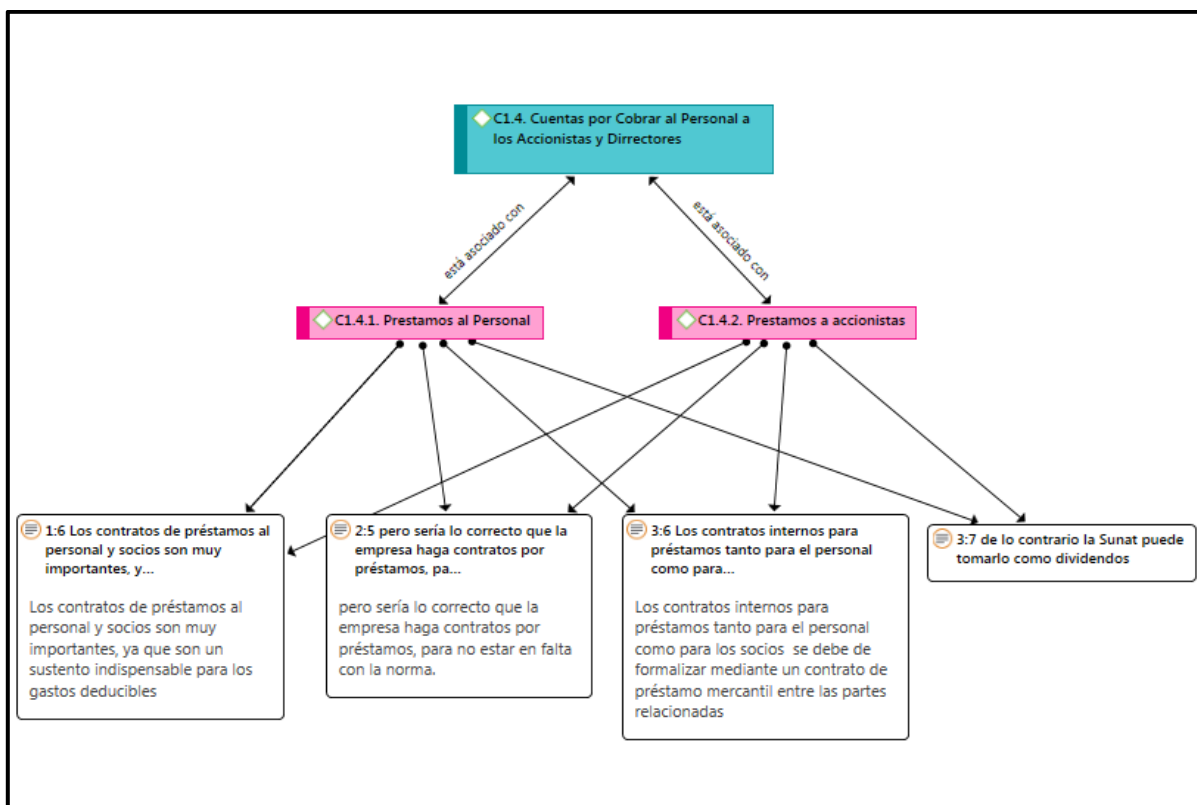 C1.4. Cuentas por Cobrar al Personal a
los Accionistas y Dirrectores
está asociado con
está asociado con
C1.4.1. Prestamos al Personal
C1.4.2. Prestamos a accionistas
1:6 Los contratos de préstamos al
personal y socios son muy
importantes, y...
Los contratos de préstamos al
personal y socios son muy
importantes, ya que son un
sustento indispensable para los
gastos deducibles
2:5 pero sería lo correcto que la
empresa haga contratos por
préstamos, pa...
pero sería lo correcto que la
empresa haga contratos por
préstamos, para no estar en falta
con la norma.
3:6 Los contratos internos para
préstamos tanto para el personal
como para...
Los contratos internos para
préstamos tanto para el personal
como para los socios  se debe de
formalizar mediante un contrato de
préstamo mercantil entre las partes
relacionadas
3:7 de lo contrario la Sunat puede
tomarlo como dividendos